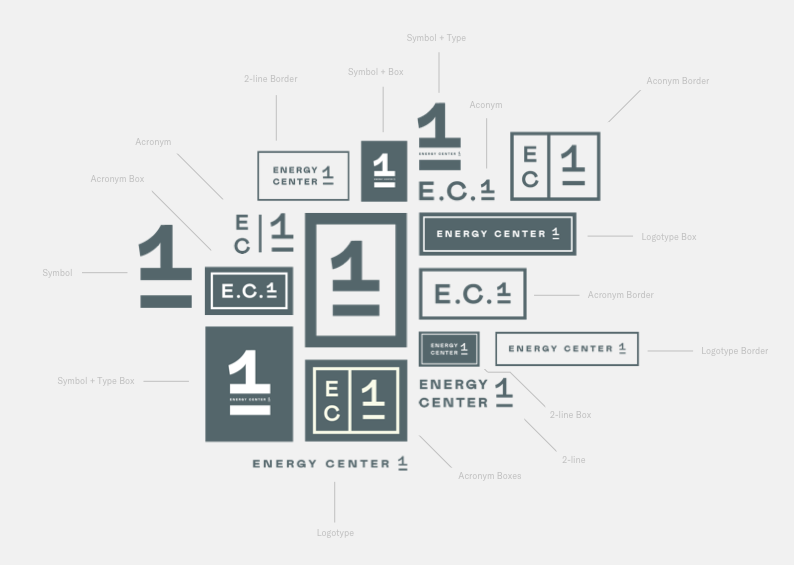 Symbol + Type
Symbol + Box
2-line Border
Aconym Border
Aconym
Acronym
Acronym Box
1
ENERGY CENTER 1
ENERGY
CENTER 1
1
E.C.1
E
C
1
E
C
1
1
ENERGY CENTER 1
Logotype Box
Symbol
1
E.C.1
1
E.C.1
Acronym Border
ENERGY
CENTER 1
ENERGY CENTER 1
Logotype Border
Symbol + Type Box
1
ENERGY CENTER 1
E
C
1
ENERGY
CENTER 1
2-line Box
2-line
ENERGY CENTER 1
Acronym Boxes
Logotype